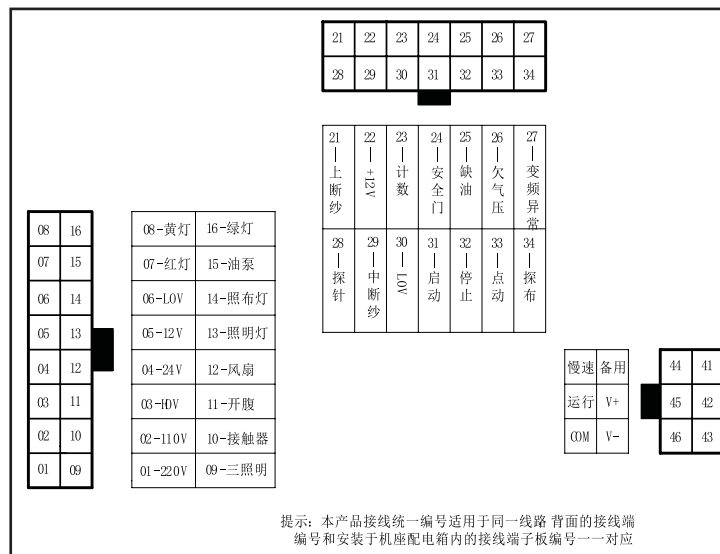 21 22 23 24 25 26 27
28 29 30 31 32 33 34
21—上断纱 22—+12V 23—计数 24—安全门 25—缺油 26—欠气压 27—变频异常
28—探针 29—中断纱 30—LOV 31—启动 32—停止 33—点动 34—探布
08 16
07 15
06 14
05 13
04 12
03 11
02 10
01 09
08-黄灯 16-绿灯
07-红灯 15-油泵
06-LOV 14-照布灯
05-12V 13-照明灯
04-24V 12-风扇
03-HOV 11-开腹
02-110V 10-接触器
01-220V 09-三照明
慢速 备用
运行 V+
COM V-
44 41
45 42
46 43
提示：本产品接线统一编号适用于同一线路 背面的接线端
编号和安装于机座配电箱内的接线端子板编号一一对应